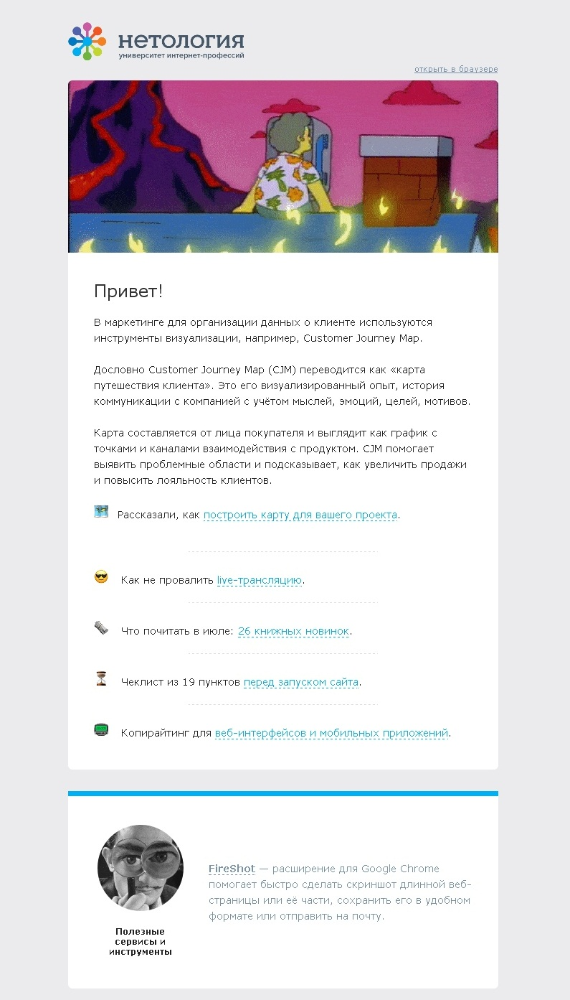 нетология
университет интернет-профессий
открыть в браузере
Привет!
В маркетинге для организации данных о клиенте используются
инструменты визуализации, например, Customer Journey Map.
Дословно Customer Journey Map (CJM) переводится как «карта
путешествия клиента». Это его визуализированный опыт, история
коммуникации с компанией с учётом мыслей, эмоций, целей, мотивов.
Карта составляется от лица покупателя и выглядит как график с
точками и каналами взаимодействия с продуктом. CJM помогает
выявить проблемные области и подсказывает, как увеличить продажи
и повысить лояльность клиентов.
Рассказали, как построить карту для вашего проекта.
Как не провалить live-трансляцию.
Что почитать в июле: 26 книжных новинок.
Чеклист из 19 пунктов перед запуском сайта.
Копирайтинг для веб-интерфейсов и мобильных приложений.
FireShot — расширение для Google Chrome
помогает быстро сделать скриншот длинной веб-
страницы или её части, сохранить его в удобном
формате или отправить на почту.
Полезные
сервисы и
инструменты